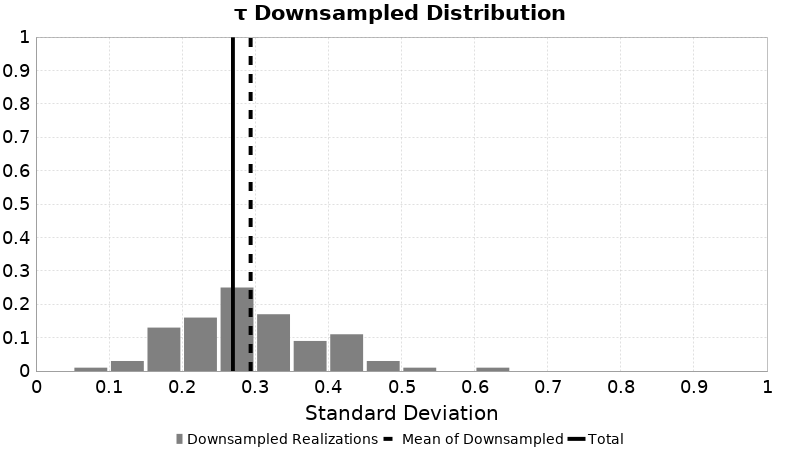 τ Downsampled Distribution
1
0.9
0.8
0.7
0.6
0.5
0.4
0.3
0.2
0.1
0
0 0.1 0.2 0.3 0.4 0.5 0.6 0.7 0.8 0.9 1
Standard Deviation
Downsampled Realizations Mean of Downsampled Total